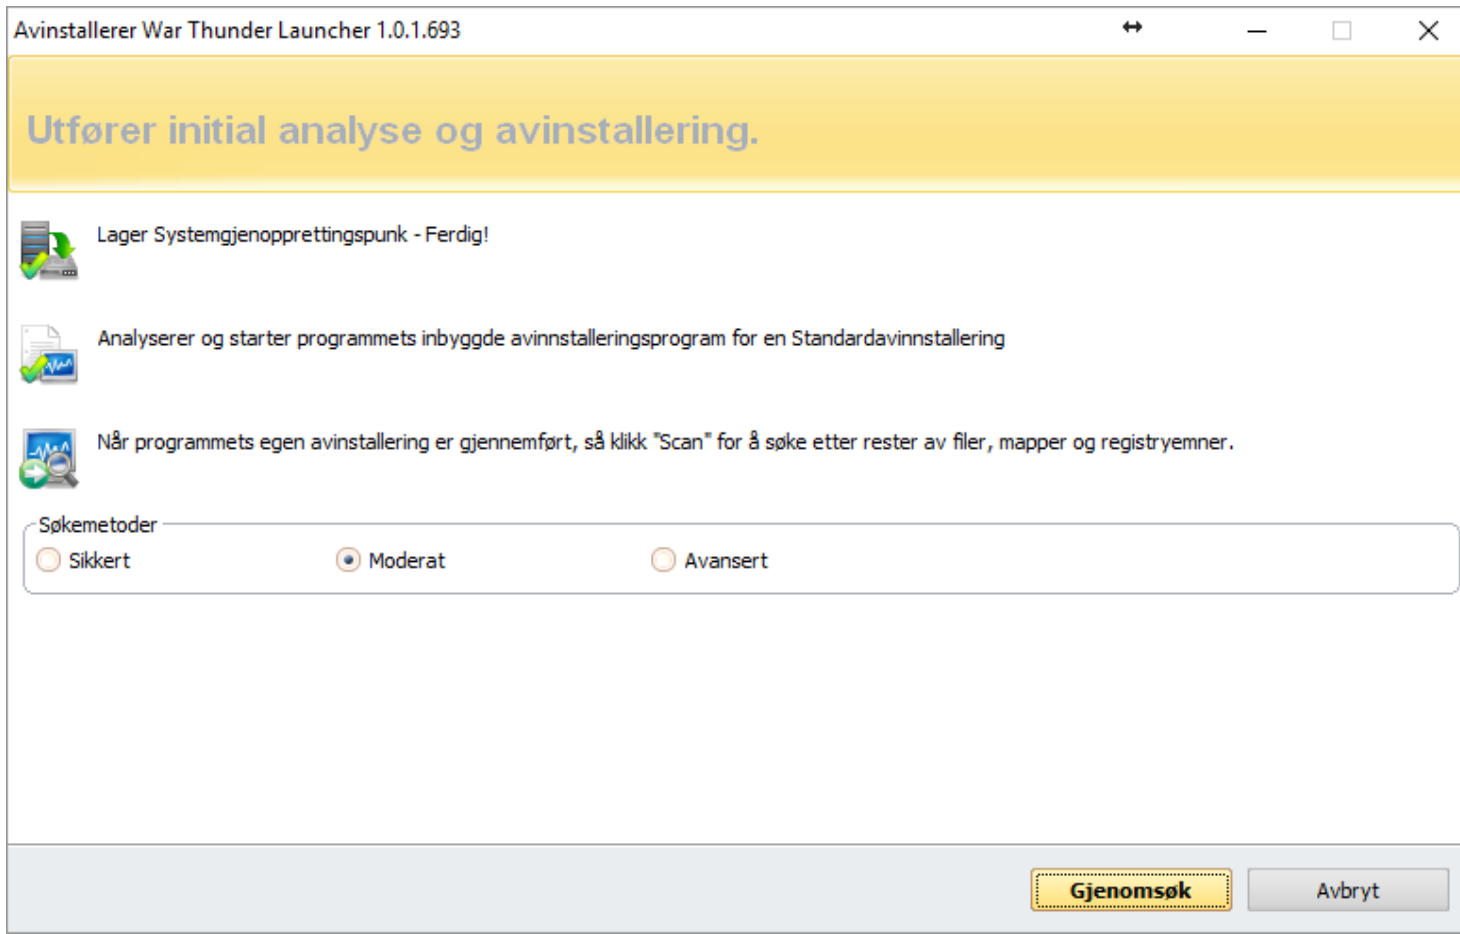 Avinstallerer War Thunder Launcher 1.0.1.693
Utfører initial analyse og avinstallering.
Lager Systemgjenopprettingspunk - Ferdig!
Analyserer og starter programmets inbyggde avinnstalleringsprogram for en Standardavinnstallering
Når programmets egen avinstallering er gjennemført, så klikk "Scan" for å søke etter rester av filer, mapper og registryemner.
Søkemetoder
Sikkert Moderat Avansert
Gjenomsøk Avbryt